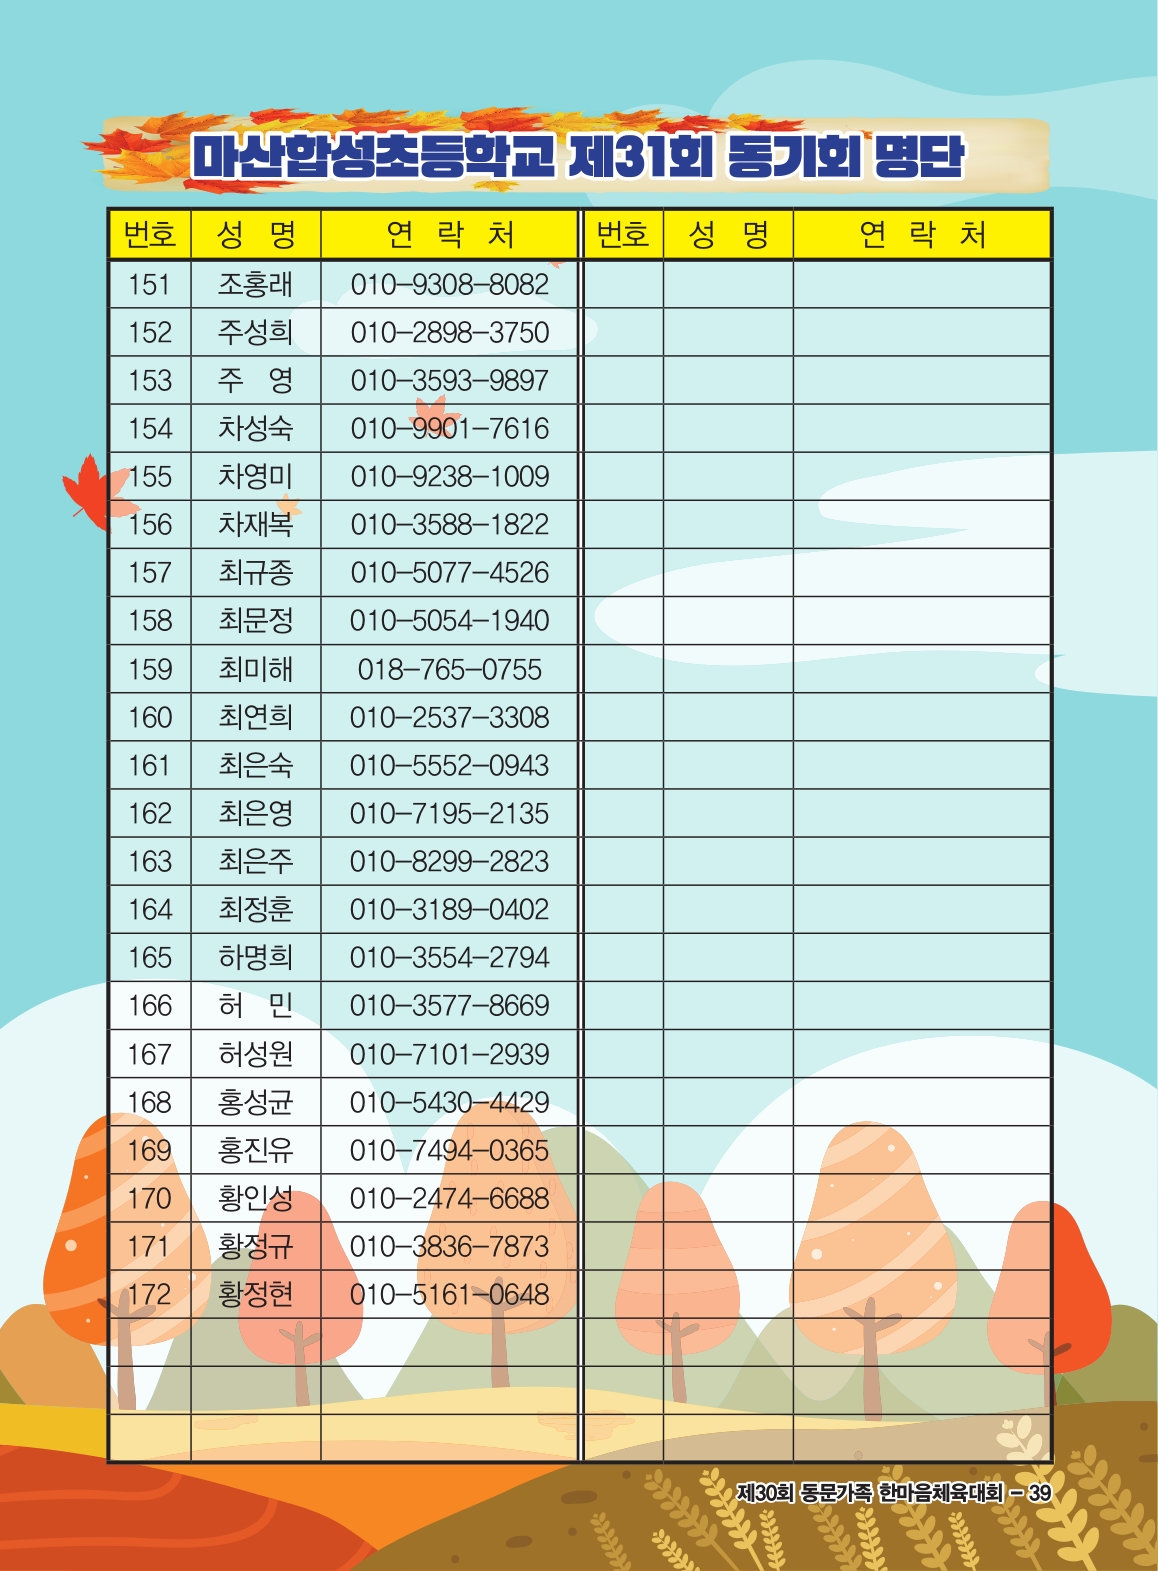 마산합성초등학교 제31회 동기회 명단
번호 성 명 연 락 처 번호 성 명 연 락 처
151 조홍래 010-9308-8082
152 주성희 010-2898-3750
153 주 영 010-3593-9897
154 차성숙 010-9901-7616
155 차영미 010-9238-1009
156 차재복 010-3588-1822
157 최규종 010-5077-4526
158 최문정 010-5054-1940
159 최미해 018-765-0755
160 최연희 010-2537-3308
161 최은숙 010-5552-0943
162 최은영 010-7195-2135
163 최은주 010-8299-2823
164 최정훈 010-3189-0402
165 하명희 010-3554-2794
166 허 민 010-3577-8669
167 허성원 010-7101-2939
168 홍성균 010-5430-4429
169 홍진유 010-7494-0365
170 황인성 010-2474-6688
171 황정규 010-3836-7873
172 황정현 010-5161-0648
제30회 동문가족 한마음체육대회 - 39